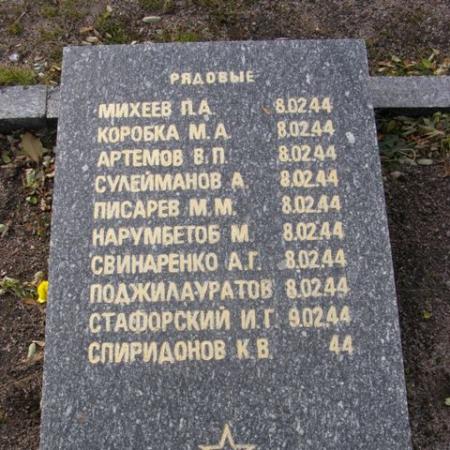 РЯДОВЫЕ
МИХЕЕВ П.А. 8.02.44
КОРОБКА М.А. 8.02.44
АРТЕМОВ В.П. 8.02.44
СУЛЕЙМАНОВ А. 8.02.44
ПИСАРЕВ М.М. 8.02.44
НАРУМБЕТОБ М. 8.02.44
СВИНАРЕНКО А.Г. 8.02.44
ПОДЖИЛАУРАТОВ 8.02.44
СТАФОРСКИЙ И.Г. 9.02.44
СПИРИДОНОВ К.В. 44